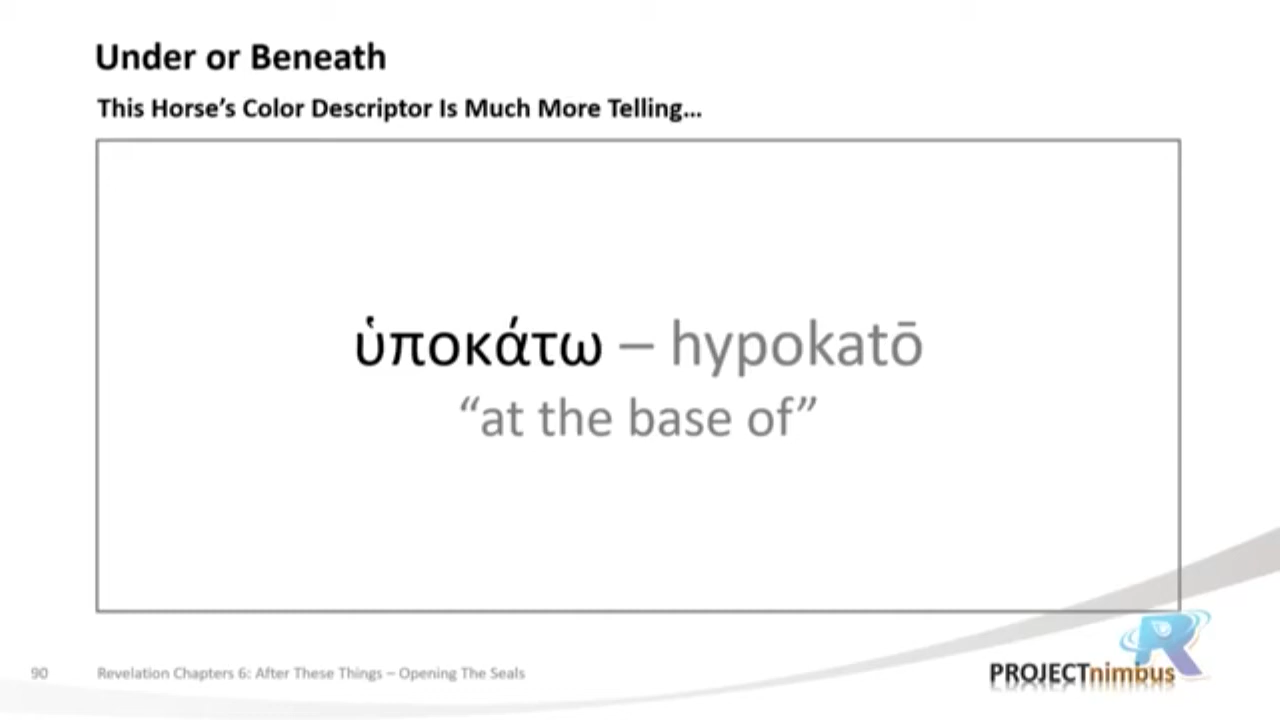 Under or Beneath
This Horse’s Color Descriptor Is Much More Telling…
ὑποκάτω – hypokatō
“at the base of”
90 Revelation Chapters 6: After These Things – Opening The Seals
R
PROJECTnimbus